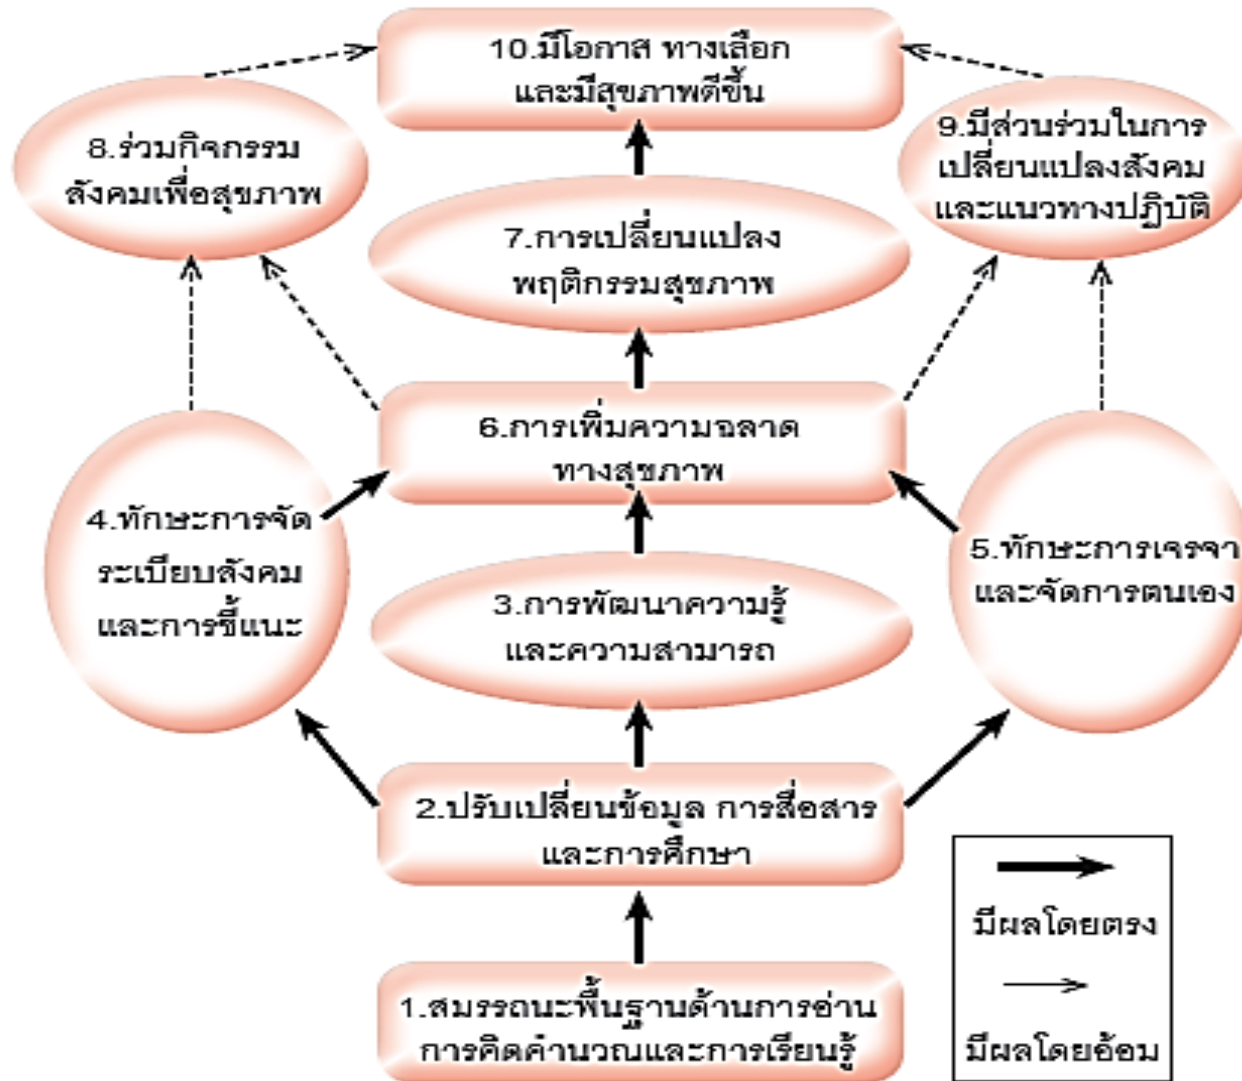 10.มีโอกาส ทางเลือก
และมีสุขภาพดีขึ้น
8.ร่วมกิจกรรม
สังคมเพื่อสุขภาพ
9.มีส่วนร่วมในการ
เปลี่ยนแปลงสังคม
และแนวทางปฏิบัติ
7.การเปลี่ยนแปลง
พฤติกรรมสุขภาพ
6.การเพิ่มความฉลาด
ทางสุขภาพ
4.ทักษะการจัด
ระเบียบสังคม
และการชี้แนะ
5.ทักษะการเจรจา
และจัดการตนเอง
3.การพัฒนาความรู้
และความสามารถ
2.ปรับเปลี่ยนข้อมูล การสื่อสาร
และการศึกษา
1.สมรรถนะพื้นฐานด้านการอ่าน
การคิดคำนวณและการเรียนรู้
มีผลโดยตรง
มีผลโดยอ้อม